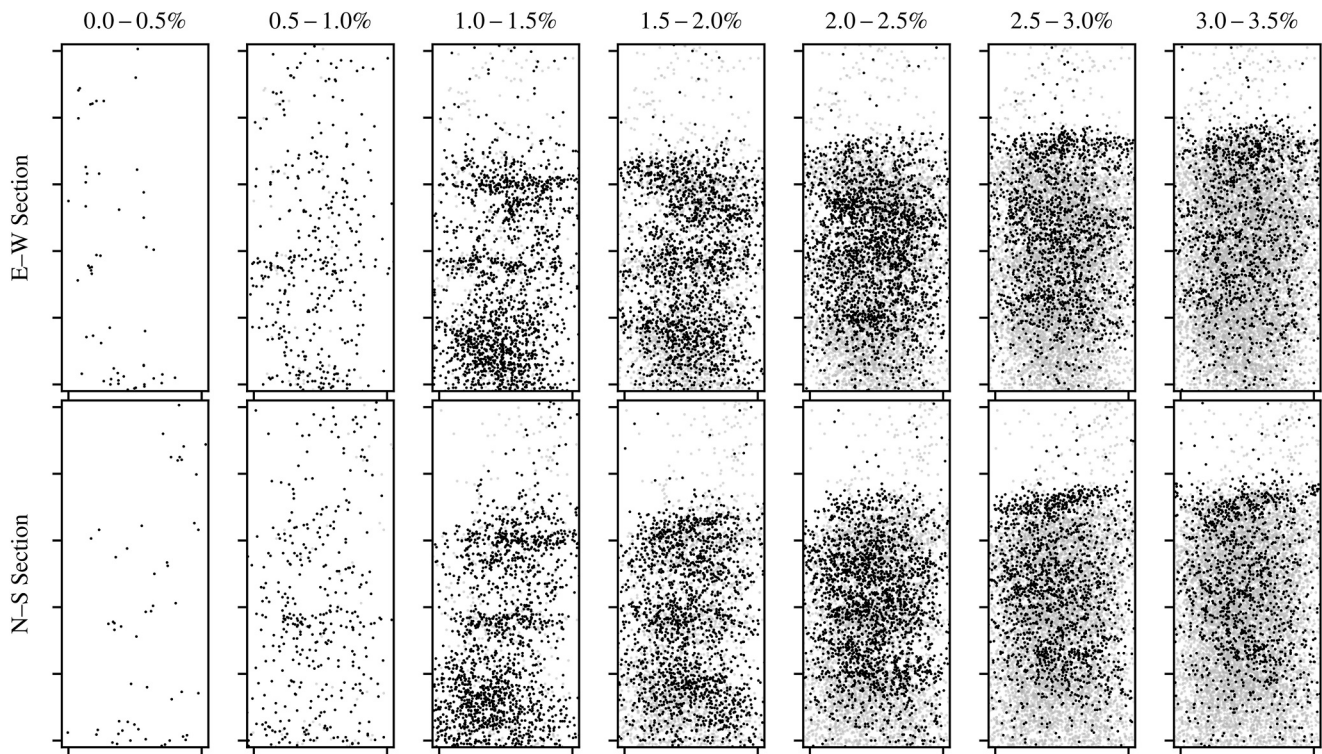 0.0 – 0.5% 0.5 – 1.0% 1.0 – 1.5% 1.5 – 2.0% 2.0 – 2.5% 2.5 – 3.0% 3.0 – 3.5%
E–W Section
N–S Section